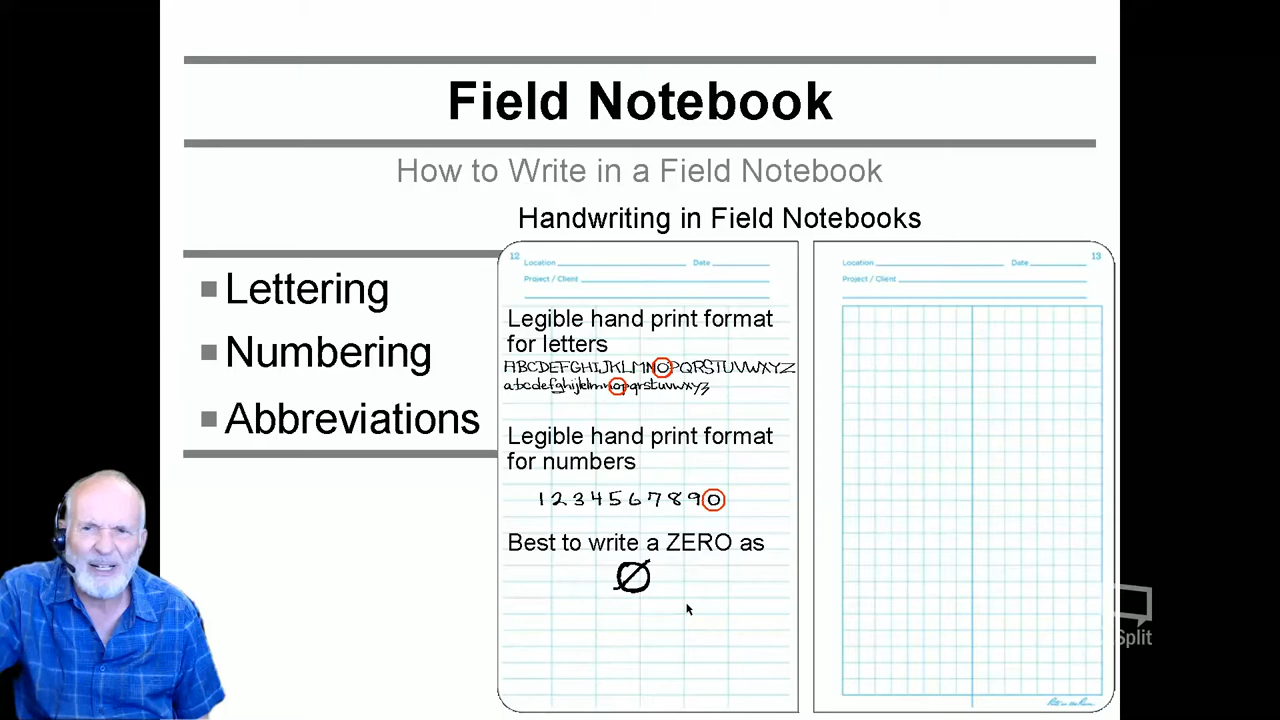 Field Notebook
How to Write in a Field Notebook
Handwriting in Field Notebooks
Lettering
Numbering
Abbreviations
12
Location Date
Project / Client
Legible hand print format
for letters
ABCDEFGHIJKLMNOPQRSTUVWXYZ
abcdefghijklmnopqrstuvwxyz
Legible hand print format
for numbers
1234567890
Best to write a ZERO as
Ø
13
Location Date
Project / Client
Split